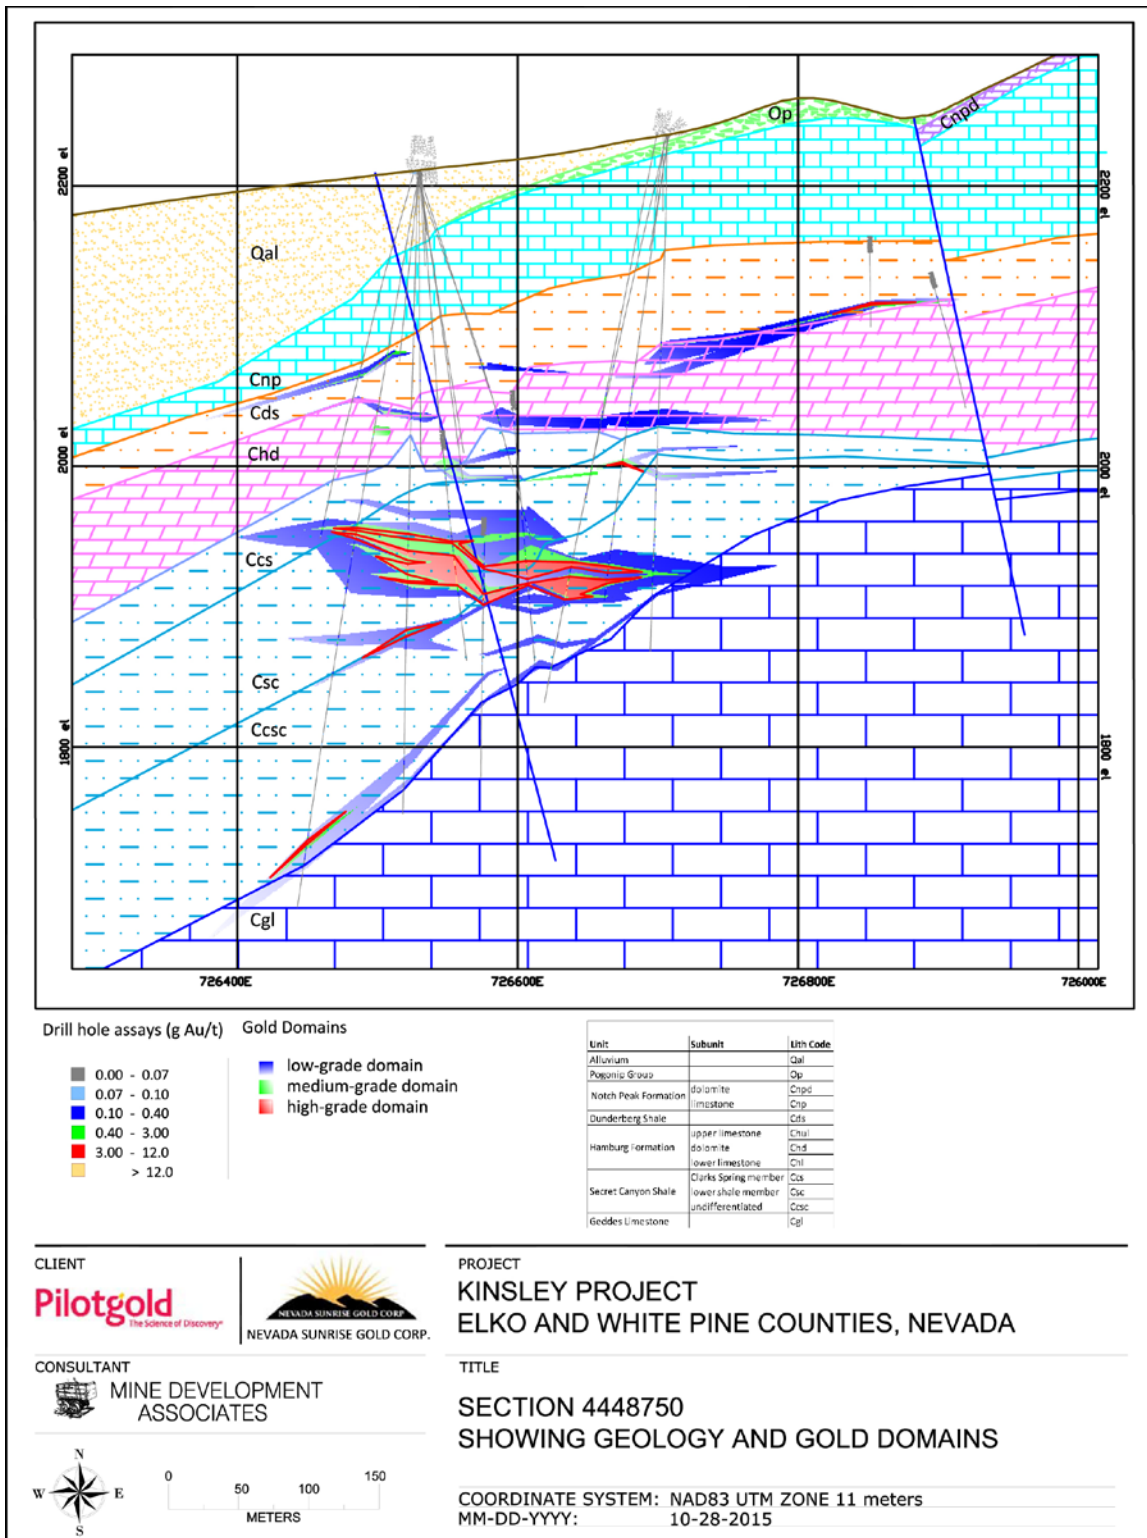 Op
Cnpd
2200 el
2200 el
Qal
Cnp
Cds
Chd
2000 el
2000 el
Ccs
Csc
Ccsc
1800 el
1800 el
Cgl
726400E
726600E
726800E
726000E
Drill hole assays (g Au/t)
0.00 - 0.07
0.07 - 0.10
0.10 - 0.40
0.40 - 3.00
3.00 - 12.0
> 12.0
Gold Domains
low-grade domain
medium-grade domain
high-grade domain
Unit Subunit Lith Code
Alluvium Qal
Pogonip Group Op
Notch Peak Formation dolomite Cnpd
limestone Cnp
Dunderberg Shale Cds
Hamburg Formation upper limestone Chul
dolomite Chd
lower limestone Chl
Secret Canyon Shale Clarks Spring member Ccs
lower shale member Csc
undifferentiated Ccsc
Geddes Limestone Cgl
CLIENT
Pilotgold
The Science of Discovery
NEVADA SUNRISE GOLD CORP
NEVADA SUNRISE GOLD CORP.
PROJECT
KINSLEY PROJECT
ELKO AND WHITE PINE COUNTIES, NEVADA
CONSULTANT
MINE DEVELOPMENT
ASSOCIATES
TITLE
SECTION 4448750
SHOWING GEOLOGY AND GOLD DOMAINS
N
W E
S
0 50 100 150
METERS
COORDINATE SYSTEM: NAD83 UTM ZONE 11 meters
MM-DD-YYYY: 10-28-2015